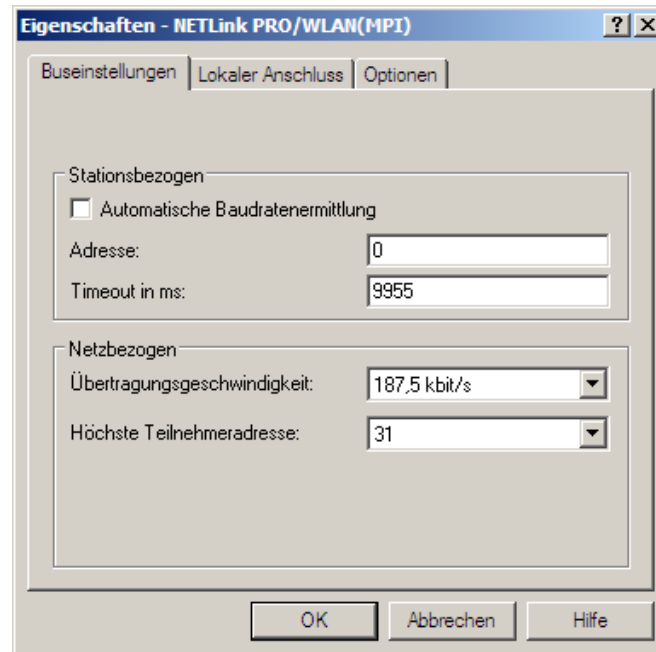 Eigenschaften - NETLink PRO/WLAN(MPI)
Buseinstellungen Lokaler Anschluss Optionen
Stationsbezogen
Automatische Baudratenermittlung
Adresse: 0
Timeout in ms: 9955
Netzbezogen
Übertragungsgeschwindigkeit: 187,5 kbit/s
Höchste Teilnehmeradresse: 31
OK Abbrechen Hilfe